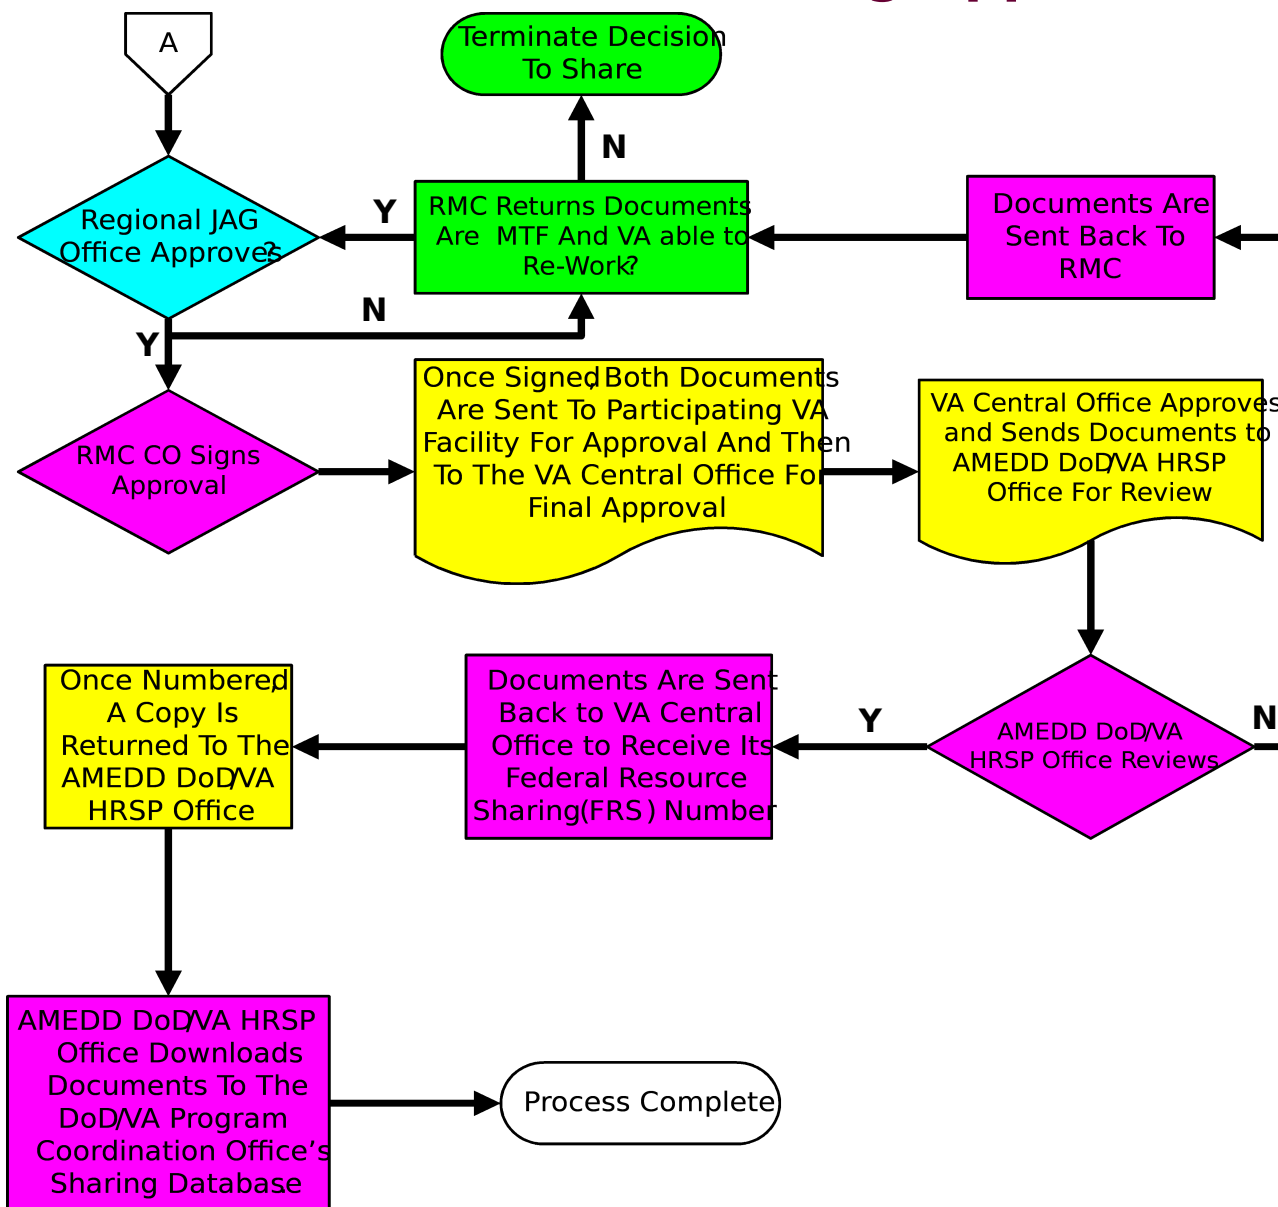 A
Terminate Decision
To Share
N
Regional JAG
Office Approves?
Y
RMC Returns Documents
Are MTF And VA able to
Re-Work?
Documents Are
Sent Back To
RMC
N
Y
RMC CO Signs
Approval
Once Signed, Both Documents
Are Sent To Participating VA
Facility For Approval And Then
To The VA Central Office For
Final Approval
VA Central Office Approves
and Sends Documents to
AMEDD DoD/VA HRSP
Office For Review
Once Numbered,
A Copy Is
Returned To The
AMEDD DoD/VA
HRSP Office
Documents Are Sent
Back to VA Central
Office to Receive Its
Federal Resource
Sharing (FRS) Number
Y
AMEDD DoD/VA
HRSP Office Reviews
N
AMEDD DoD/VA HRSP
Office Downloads
Documents To The
DoD/VA Program
Coordination Office’s
Sharing Database.
Process Complete